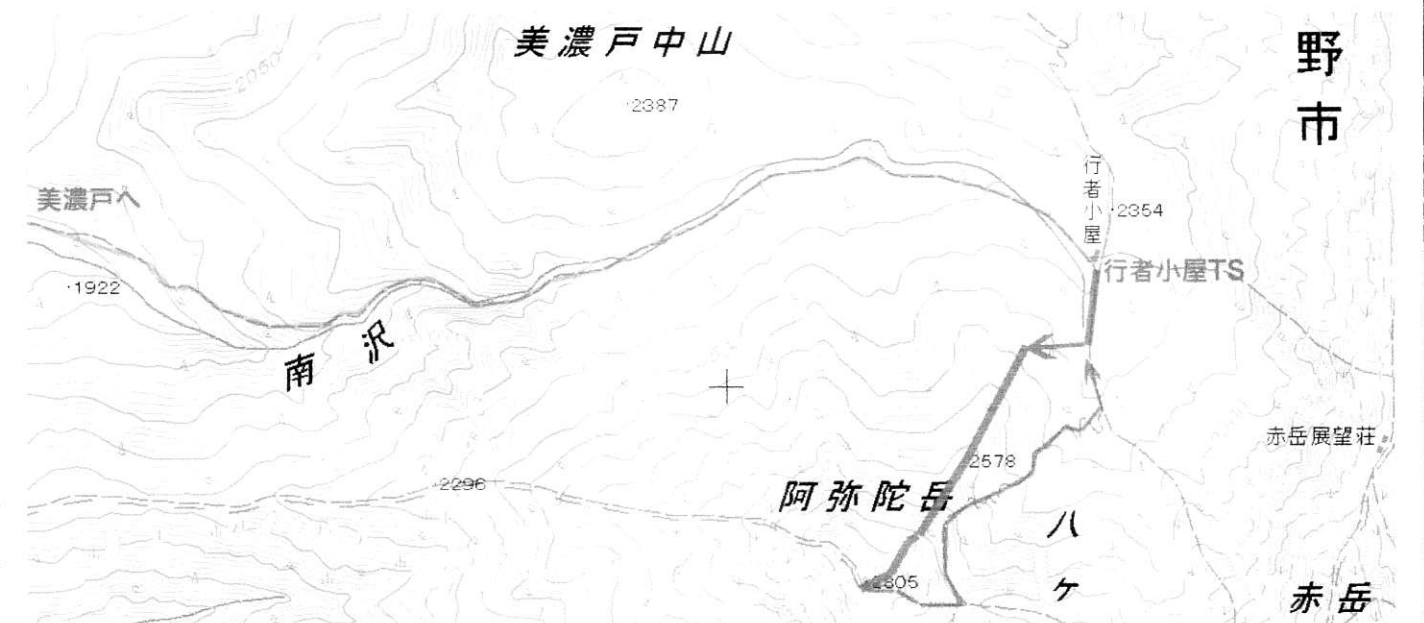 美濃戸中山
野市
2050
·2387
美濃戸へ
行者小屋
·2354
行者小屋TS
·1922
南沢
赤岳展望荘
·2578
·2296
阿弥陀岳
八ケ
·2805
赤岳